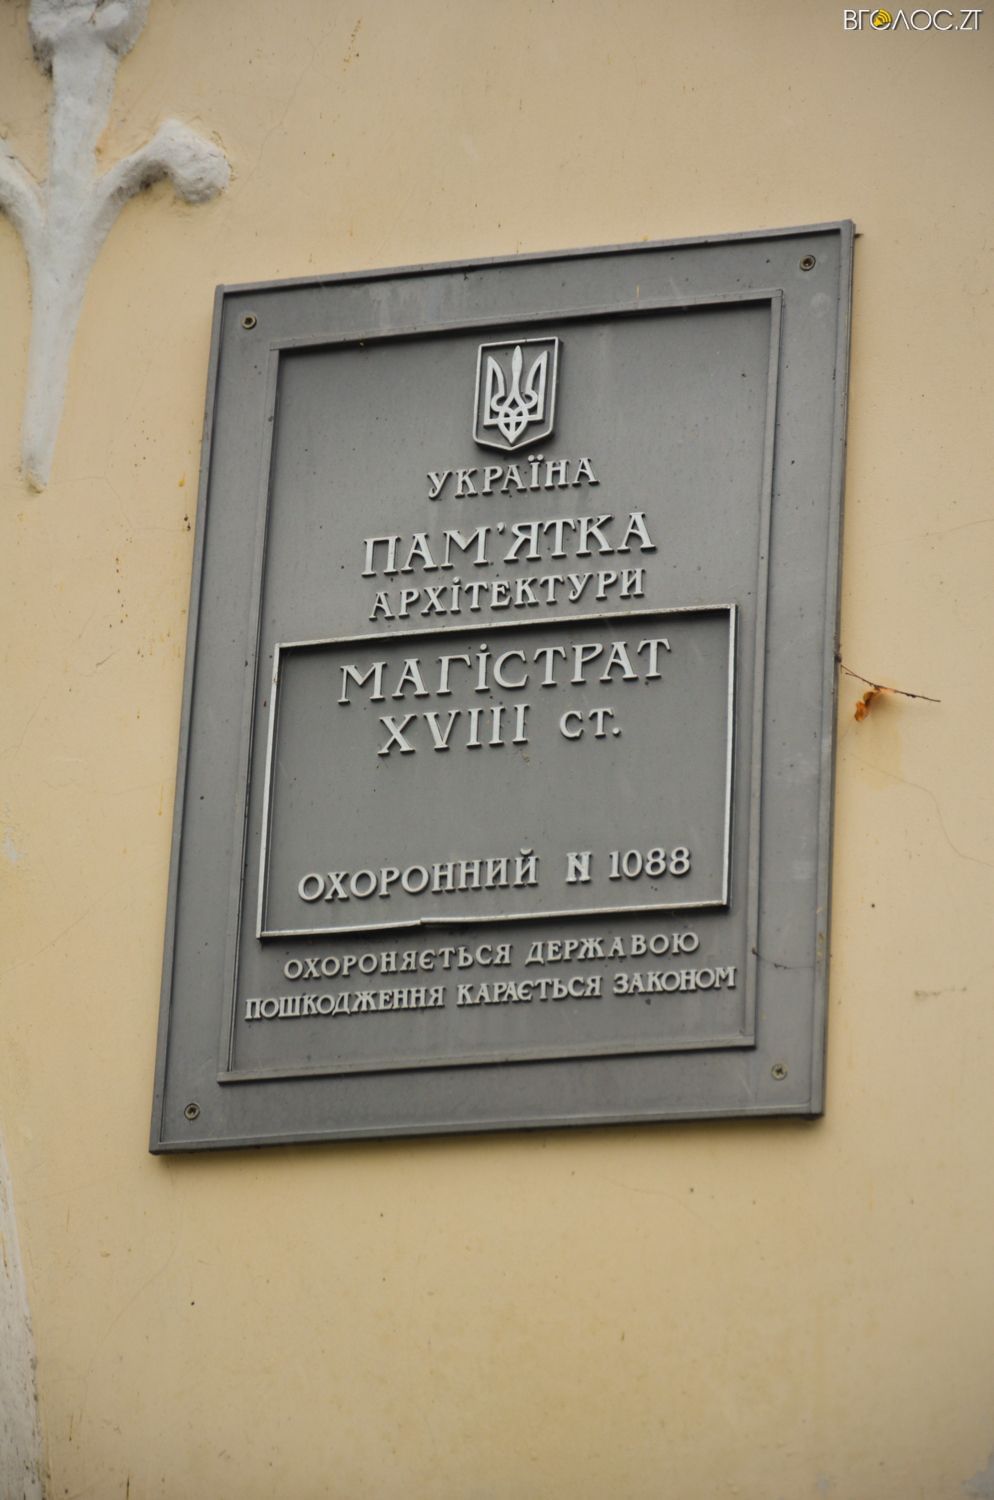 ВГОЛОС.ZT
УКРАЇНА
ПАМ'ЯТКА
АРХІТЕКТУРИ
МАГІСТРАТ
XVIII СТ.
ОХОРОННИЙ N 1088
ОХОРОНЯЄТЬСЯ ДЕРЖАВОЮ
ПОШКОДЖЕННЯ КАРАЄТЬСЯ ЗАКОНОМ